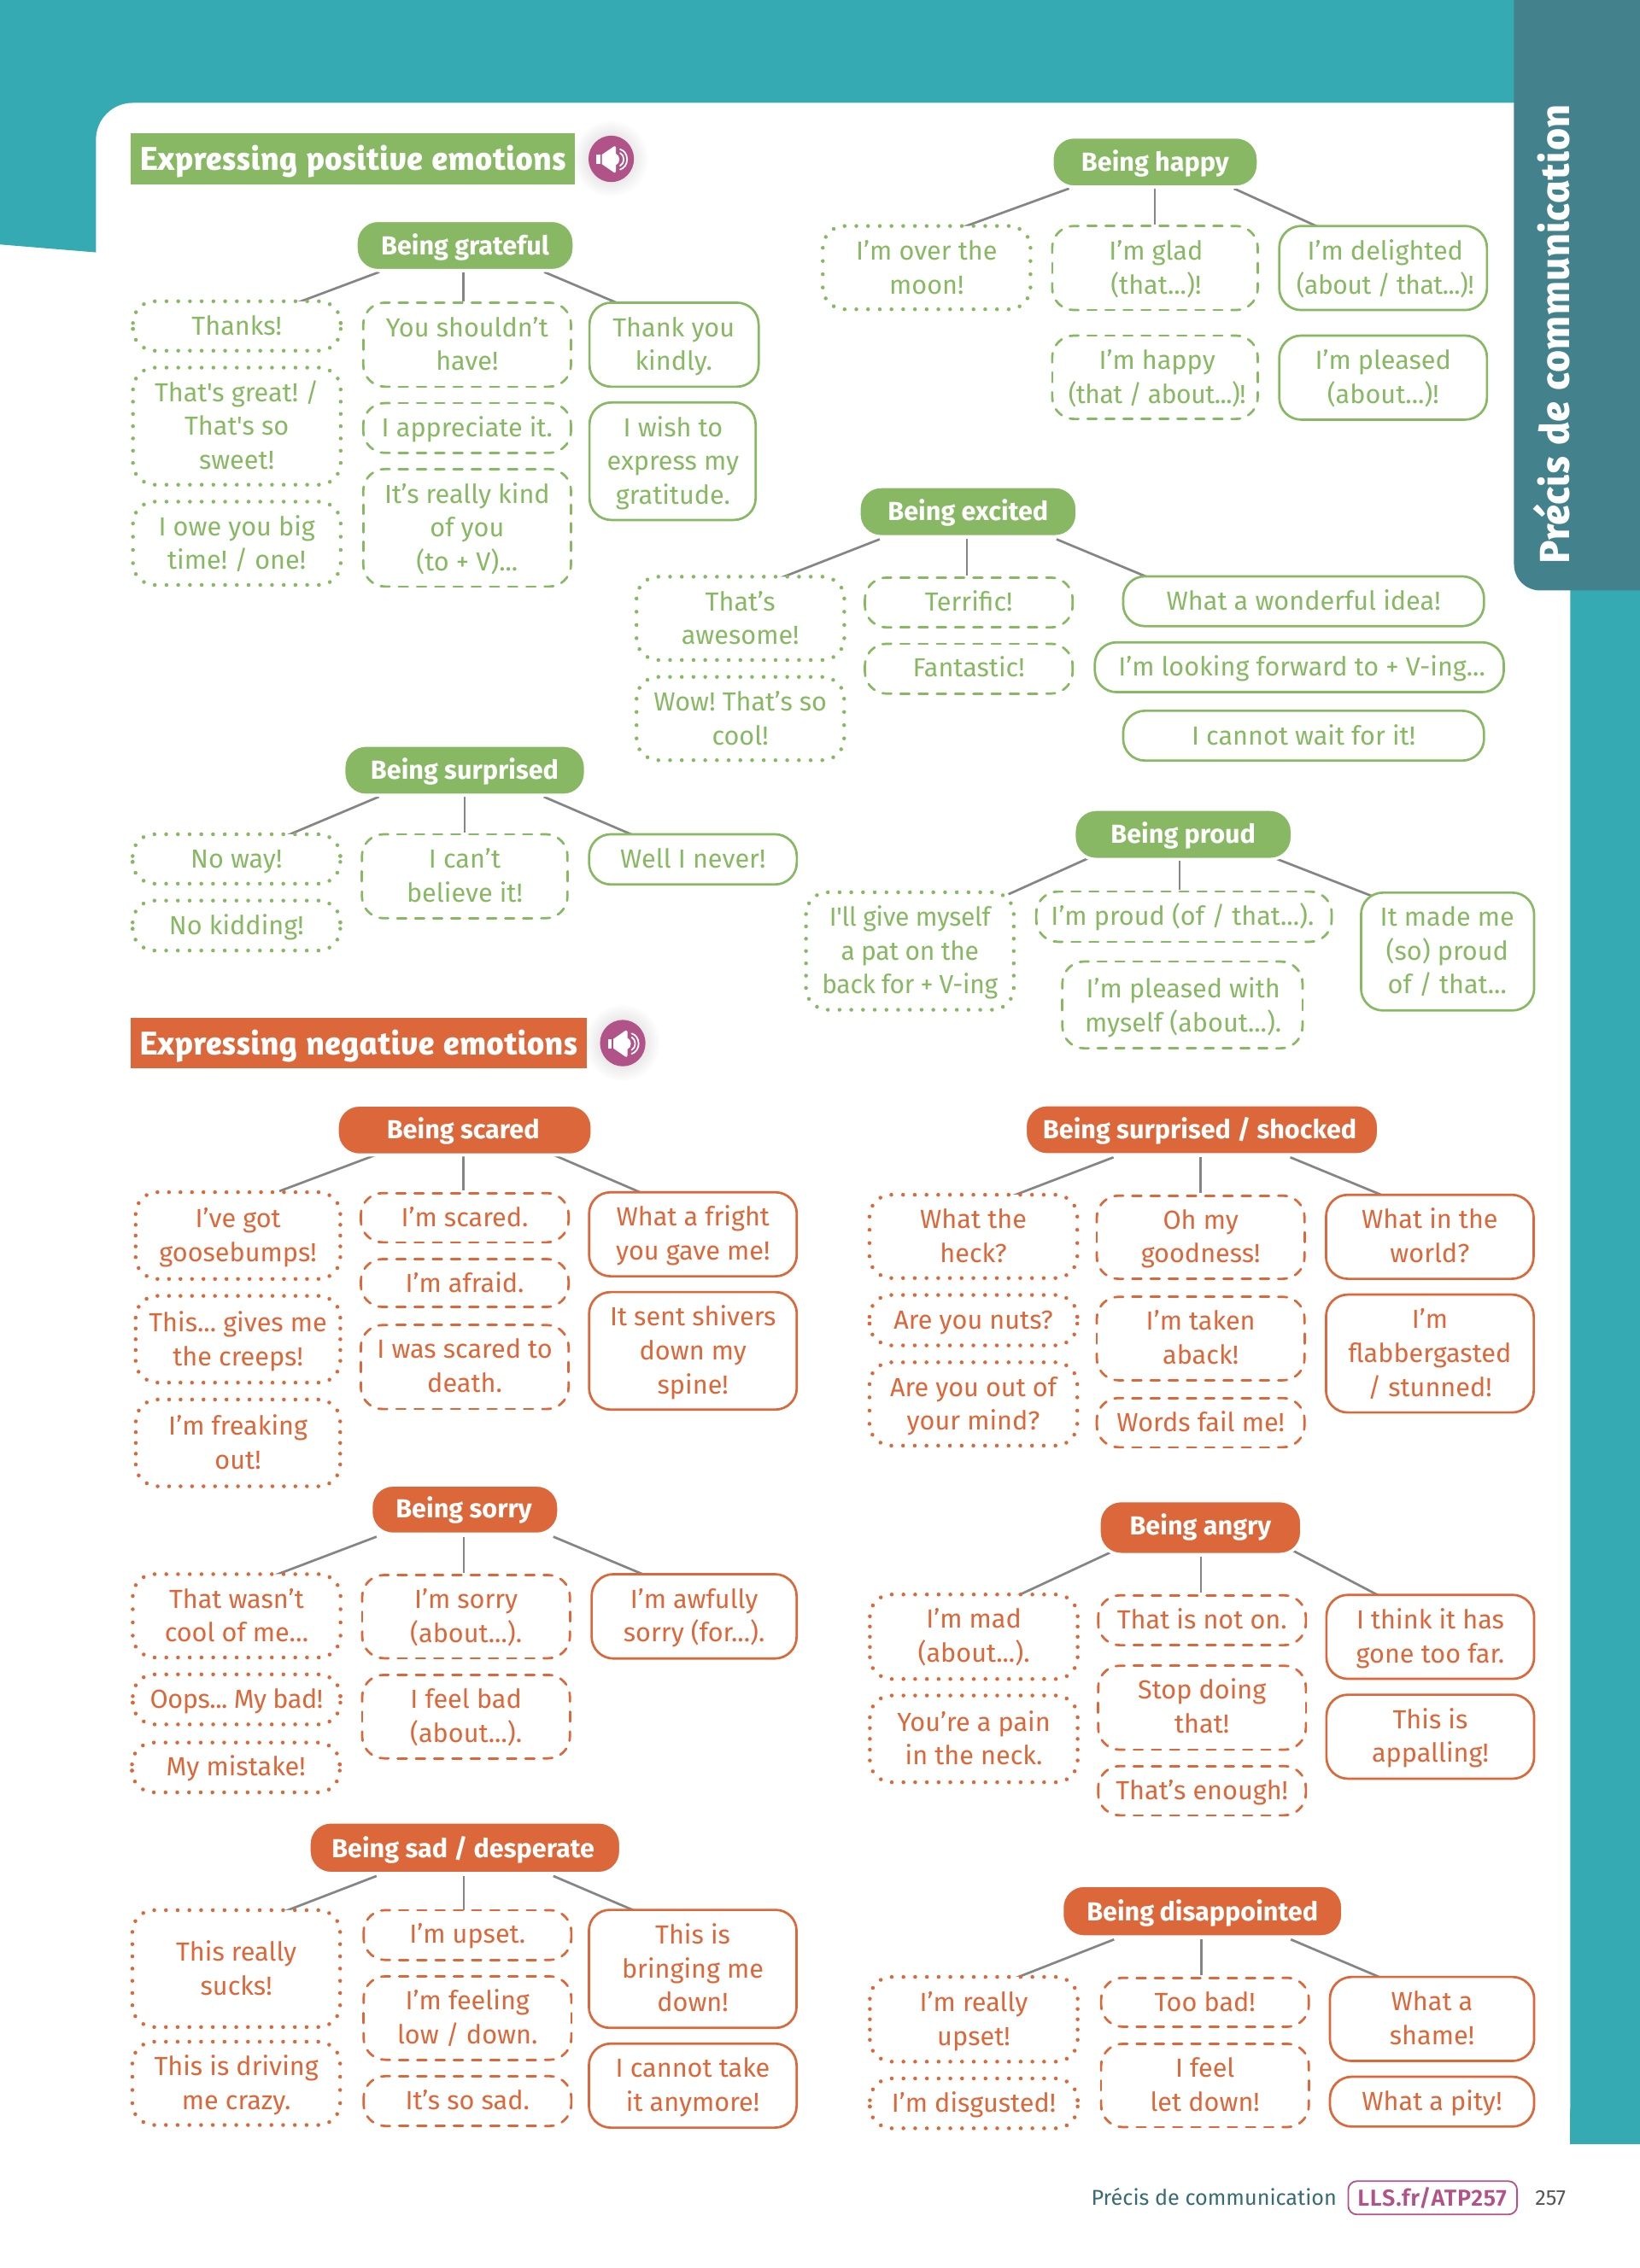 Précis de communication
Expressing positive emotions
Being grateful
Thanks!
That's great! /
That's so
sweet!
I owe you big
time! / one!
You shouldn't
have!
I appreciate it.
It's really kind
of you
(to + V)...
Thank you
kindly.
I wish to
express my
gratitude.
Being happy
I'm over the
moon!
I'm glad
(that...)!
I'm happy
(that / about...)!
I'm delighted
(about / that...)!
I'm pleased
(about...)!
Being excited
That's
awesome!
Wow! That's so
cool!
Terrific!
Fantastic!
What a wonderful idea!
I'm looking forward to + V-ing...
I cannot wait for it!
Being surprised
No way!
No kidding!
I can't
believe it!
Well I never!
Being proud
I'll give myself
a pat on the
back for + V-ing
I'm proud (of / that...).
I'm pleased with
myself (about...).
It made me
(so) proud
of / that...
Expressing negative emotions
Being scared
I've got
goosebumps!
This... gives me
the creeps!
I'm freaking
out!
I'm scared.
I'm afraid.
I was scared to
death.
What a fright
you gave me!
It sent shivers
down my
spine!
Being surprised / shocked
What the
heck?
Are you nuts?
Are you out of
your mind?
Oh my
goodness!
I'm taken
aback!
Words fail me!
What in the
world?
I'm
flabbergasted
/ stunned!
Being sorry
That wasn't
cool of me...
Oops... My bad!
My mistake!
I'm sorry
(about...).
I feel bad
(about...).
I'm awfully
sorry (for...).
Being angry
I'm mad
(about...).
You're a pain
in the neck.
That is not on.
Stop doing
that!
That's enough!
I think it has
gone too far.
This is
appalling!
Being sad / desperate
This really
sucks!
This is driving
me crazy.
I'm upset.
I'm feeling
low / down.
It's so sad.
This is
bringing me
down!
I cannot take
it anymore!
Being disappointed
I'm really
upset!
I'm disgusted!
Too bad!
I feel
let down!
What a
shame!
What a pity!
Précis de communication LLS.fr/ATP257 257